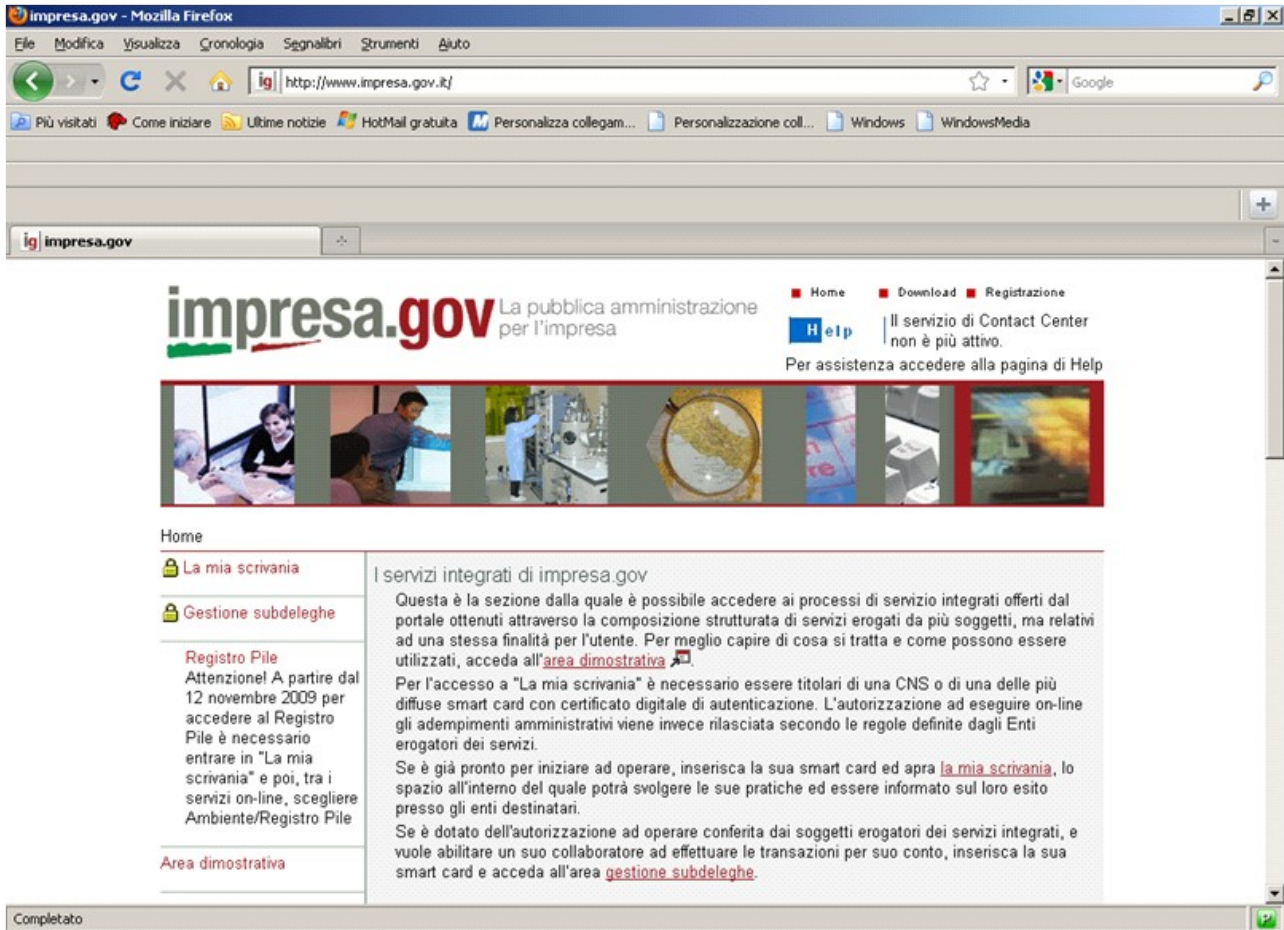 impresa.gov - Mozilla Firefox
File Modifica Visualizza Cronologia Segnalibri Strumenti Aiuto
ig http://www.impresa.gov.it/ Google
Più visitati Come iniziare Ultime notizie HotMail gratuita Personalizza collegam... Personalizzazione coll... Windows WindowsMedia
ig impresa.gov
impresa.gov La pubblica amministrazione
per l'impresa
Home Download Registrazione
Help Il servizio di Contact Center
non è più attivo.
Per assistenza accedere alla pagina di Help
Home
La mia scrivania
Gestione subdeleghe
Registro Pile
Attenzione! A partire dal
12 novembre 2009 per
accedere al Registro
Pile è necessario
entrare in "La mia
scrivania" e poi, tra i
servizi on-line, scegliere
Ambiente/Registro Pile
Area dimostrativa
I servizi integrati di impresa.gov
Questa è la sezione dalla quale è possibile accedere ai processi di servizio integrati offerti dal
portale ottenuti attraverso la composizione strutturata di servizi erogati da più soggetti, ma relativi
ad una stessa finalità per l'utente. Per meglio capire di cosa si tratta e come possono essere
utilizzati, acceda all'area dimostrativa.
Per l'accesso a "La mia scrivania" è necessario essere titolari di una CNS o di una delle più
diffuse smart card con certificato digitale di autenticazione. L'autorizzazione ad eseguire on-line
gli adempimenti amministrativi viene invece rilasciata secondo le regole definite dagli Enti
erogatori dei servizi.
Se è già pronto per iniziare ad operare, inserisca la sua smart card ed apra la mia scrivania, lo
spazio all'interno del quale potrà svolgere le sue pratiche ed essere informato sul loro esito
presso gli enti destinatari.
Se è dotato dell'autorizzazione ad operare conferita dai soggetti erogatori dei servizi integrati, e
vuole abilitare un suo collaboratore ad effettuare le transazioni per suo conto, inserisca la sua
smart card e acceda all'area gestione subdeleghe.
Completato